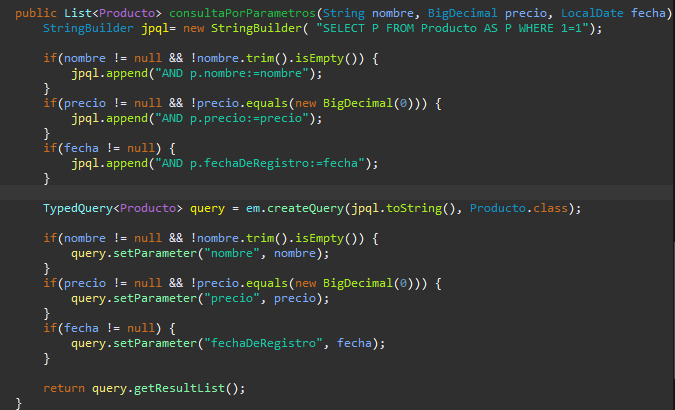 public List<Producto> consultaPorParametros(String nombre, BigDecimal precio, LocalDate fecha)
StringBuilder jpql= new StringBuilder( "SELECT P FROM Producto AS P WHERE 1=1");
if(nombre != null && !nombre.trim().isEmpty()) {
jpql.append("AND p.nombre:=nombre");
}
if(precio != null && !precio.equals(new BigDecimal(0))) {
jpql.append("AND p.precio:=precio");
}
if(fecha != null) {
jpql.append("AND p.fechaDeRegistro:=fecha");
}
TypedQuery<Producto> query = em.createQuery(jpql.toString(), Producto.class);
if(nombre != null && !nombre.trim().isEmpty()) {
query.setParameter("nombre", nombre);
}
if(precio != null && !precio.equals(new BigDecimal(0))) {
query.setParameter("precio", precio);
}
if(fecha != null) {
query.setParameter("fechaDeRegistro", fecha);
}
return query.getResultList();
}